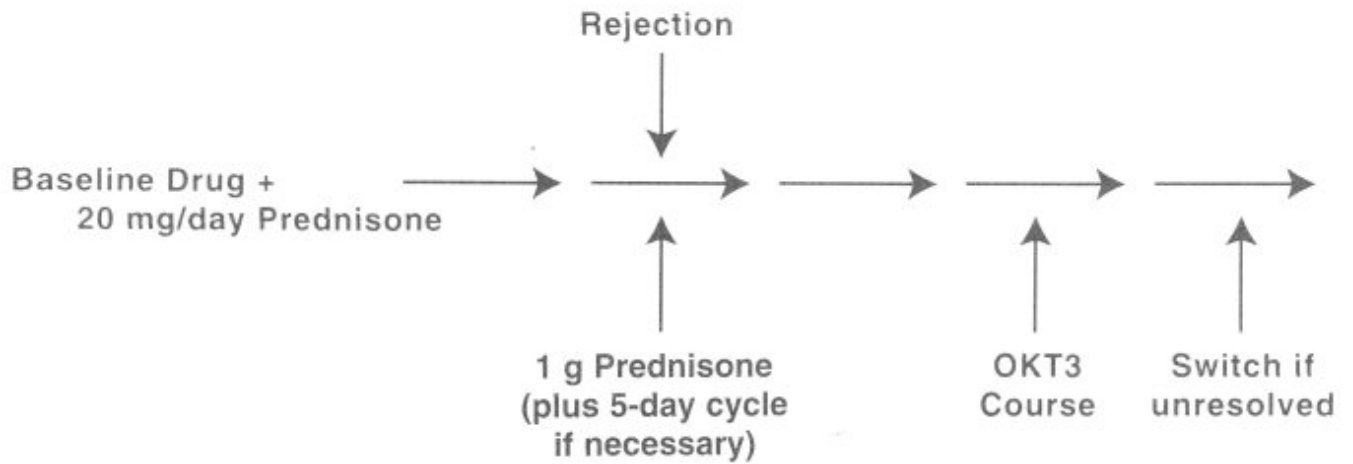 Rejection
Baseline Drug +
20 mg/day Prednisone
1 g Prednisone
(plus 5-day cycle
if necessary)
OKT3
Course
Switch if
unresolved